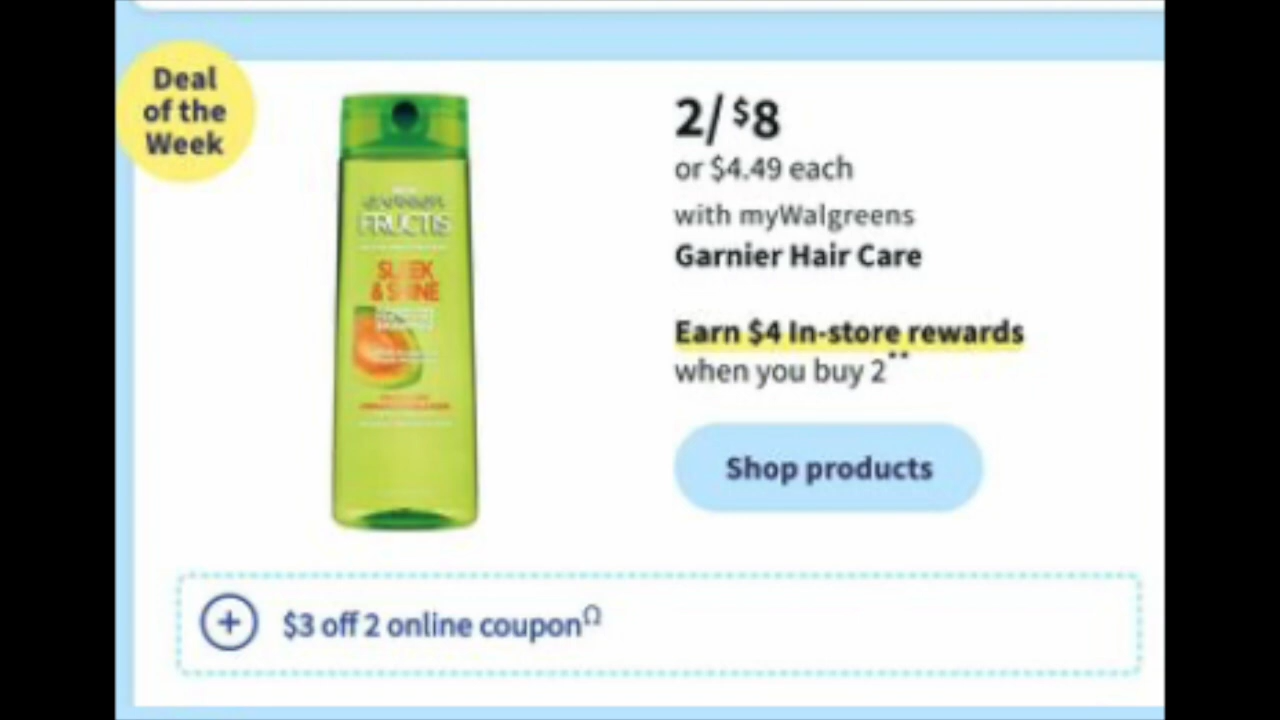 Deal
of the
Week
GARNIER
FRUCTIS
SLEEK
& SHINE
2/$8
or $4.49 each
with myWalgreens
Garnier Hair Care
Earn $4 In-store rewards
when you buy 2**
Shop products
+ $3 off 2 online couponΩ